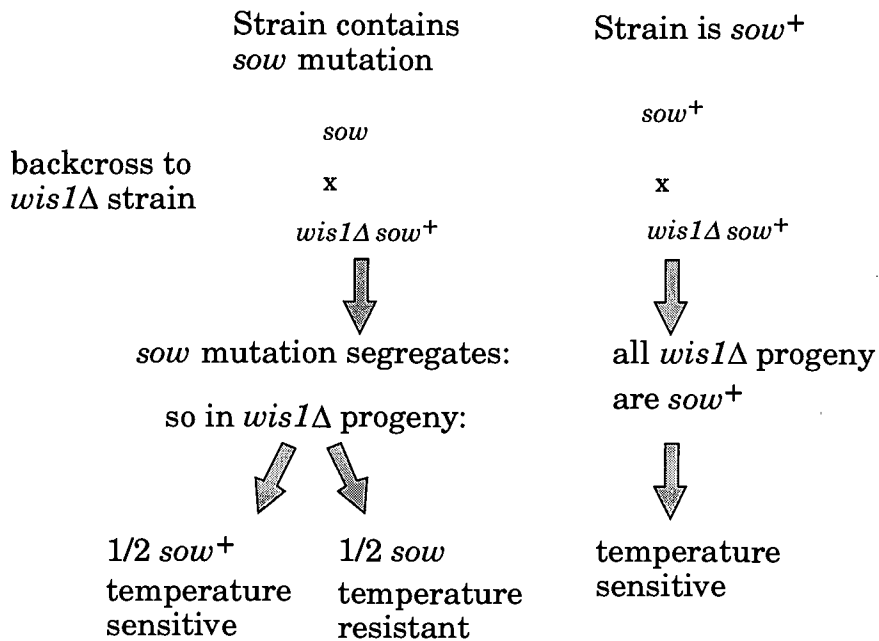 Strain contains
sow mutation
Strain is sow+
backcross to
wis1Δ strain
sow
x
wis1Δ sow+
sow+
x
wis1Δ sow+
sow mutation segregates:
so in wis1Δ progeny:
all wis1Δ progeny
are sow+
1/2 sow+
temperature
sensitive
1/2 sow
temperature
resistant
temperature
sensitive